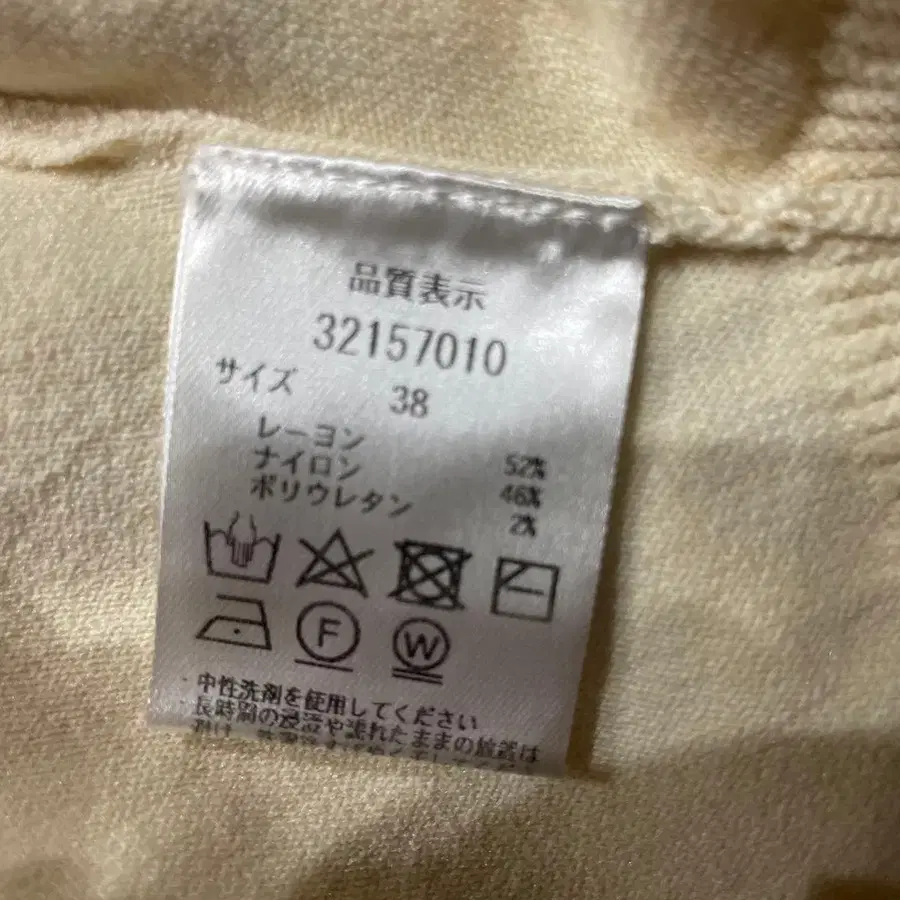 品質表示
32157010
サイズ 38
レーヨン 52%
ナイロン 46%
ポリウレタン 2%
F
W
・中性洗剤を使用してください
・長時間の浸漬や濡れたままの放置は